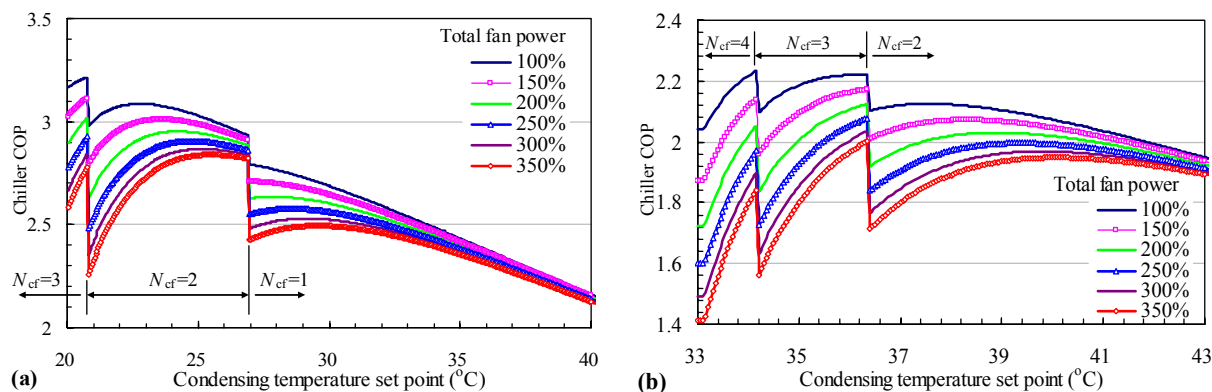 3.5
3
2.5
2
Chiller COP
Total fan power
100%
150%
200%
250%
300%
350%
Ncf=3
Ncf=2
Ncf=1
20
25
30
35
40
(a)
Condensing temperature set point (°C)
2.4
2.2
2.0
1.8
1.6
1.4
Chiller COP
Ncf=4
Ncf=3
Ncf=2
Total fan power
100%
150%
200%
250%
300%
350%
33
35
37
39
41
43
(b)
Condensing temperature set point (°C)